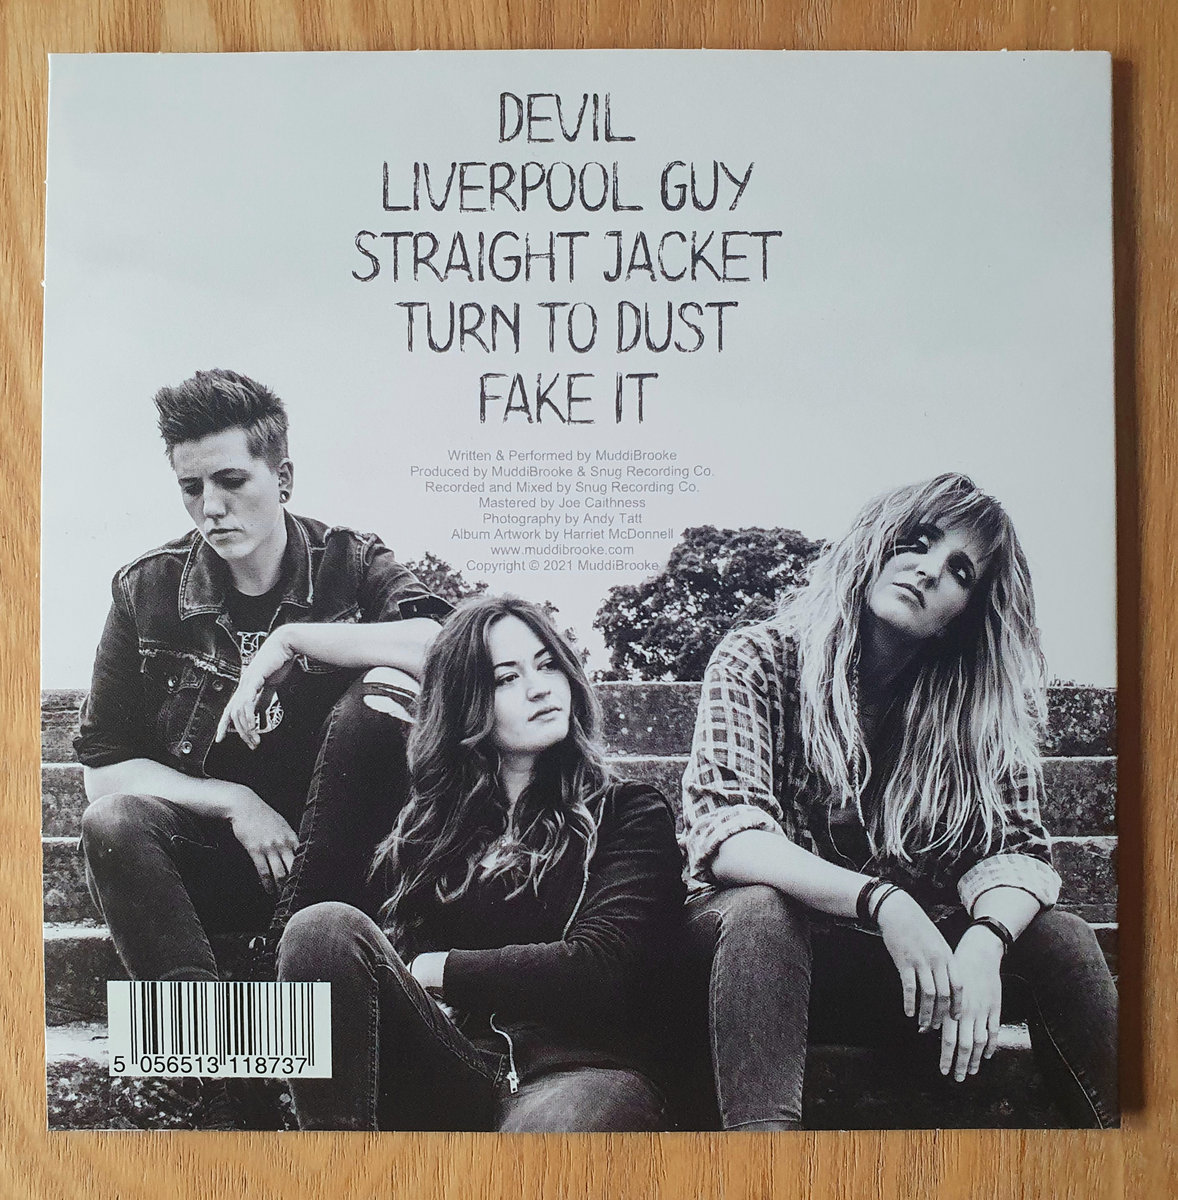 DEVIL
LIVERPOOL GUY
STRAIGHT JACKET
TURN TO DUST
FAKE IT
Written & Performed by MuddiBrooke
Produced by MuddiBrooke & Snug Recording Co.
Recorded and Mixed by Snug Recording Co.
Mastered by Joe Caithness
Photography by Andy Tatt
Album Artwork by Harriet McDonnell
www.muddibrooke.com
Copyright © 2021 MuddiBrooke
5 056513 118737